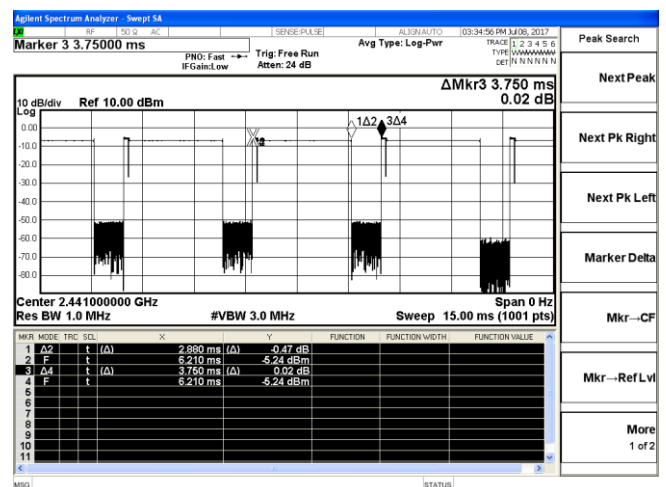 Agilent Spectrum Analyzer - Swept SA
RF 50 Ω AC SENSE:PULSE ALIGNAUTO 03:34:56 PM Jul 08, 2017
Marker 3 3.75000 ms
PNO: Fast
IFGain:Low
Trig: Free Run
Atten: 24 dB
Avg Type: Log-Pwr
TRACE 1 2 3 4 5 6
TYPE WWWWWW
DET N N N N N N
Peak Search
ΔMkr3 3.750 ms
0.02 dB
10 dB/div Ref 10.00 dBm
Log
0.00
-10.0
-20.0
-30.0
-40.0
-50.0
-60.0
-70.0
-80.0
1Δ2 3Δ4
Center 2.441000000 GHz Span 0 Hz
Res BW 1.0 MHz #VBW 3.0 MHz Sweep 15.00 ms (1001 pts)
MKR MODE TRC SCL X Y FUNCTION FUNCTION WIDTH FUNCTION VALUE
1 Δ2 t (Δ) 2.880 ms (Δ) -0.47 dB
2 F t 6.210 ms -5.24 dBm
3 Δ4 t (Δ) 3.750 ms (Δ) 0.02 dB
4 F t 6.210 ms -5.24 dBm
5
6
7
8
9
10
11
MSG STATUS
Next Peak
Next Pk Right
Next Pk Left
Marker Delta
Mkr→CF
Mkr→Ref Lvl
More
1 of 2